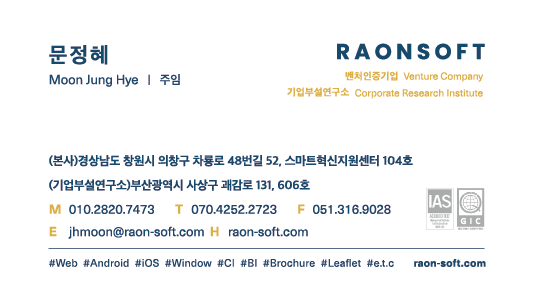 문정혜
Moon Jung Hye | 주임
RAONSOFT
벤처인증기업 Venture Company
기업부설연구소 Corporate Research Institute
(본사)경상남도 창원시 의창구 차룡로 48번길 52, 스마트혁신지원센터 104호
(기업부설연구소)부산광역시 사상구 괘감로 131, 606호
M 010.2820.7473 T 070.4252.2723 F 051.316.9028
E jhmoon@raon-soft.com H raon-soft.com
IAS
GIC
#Web #Android #iOS #Window #CI #BI #Brochure #Leaflet #e.t.c raon-soft.com